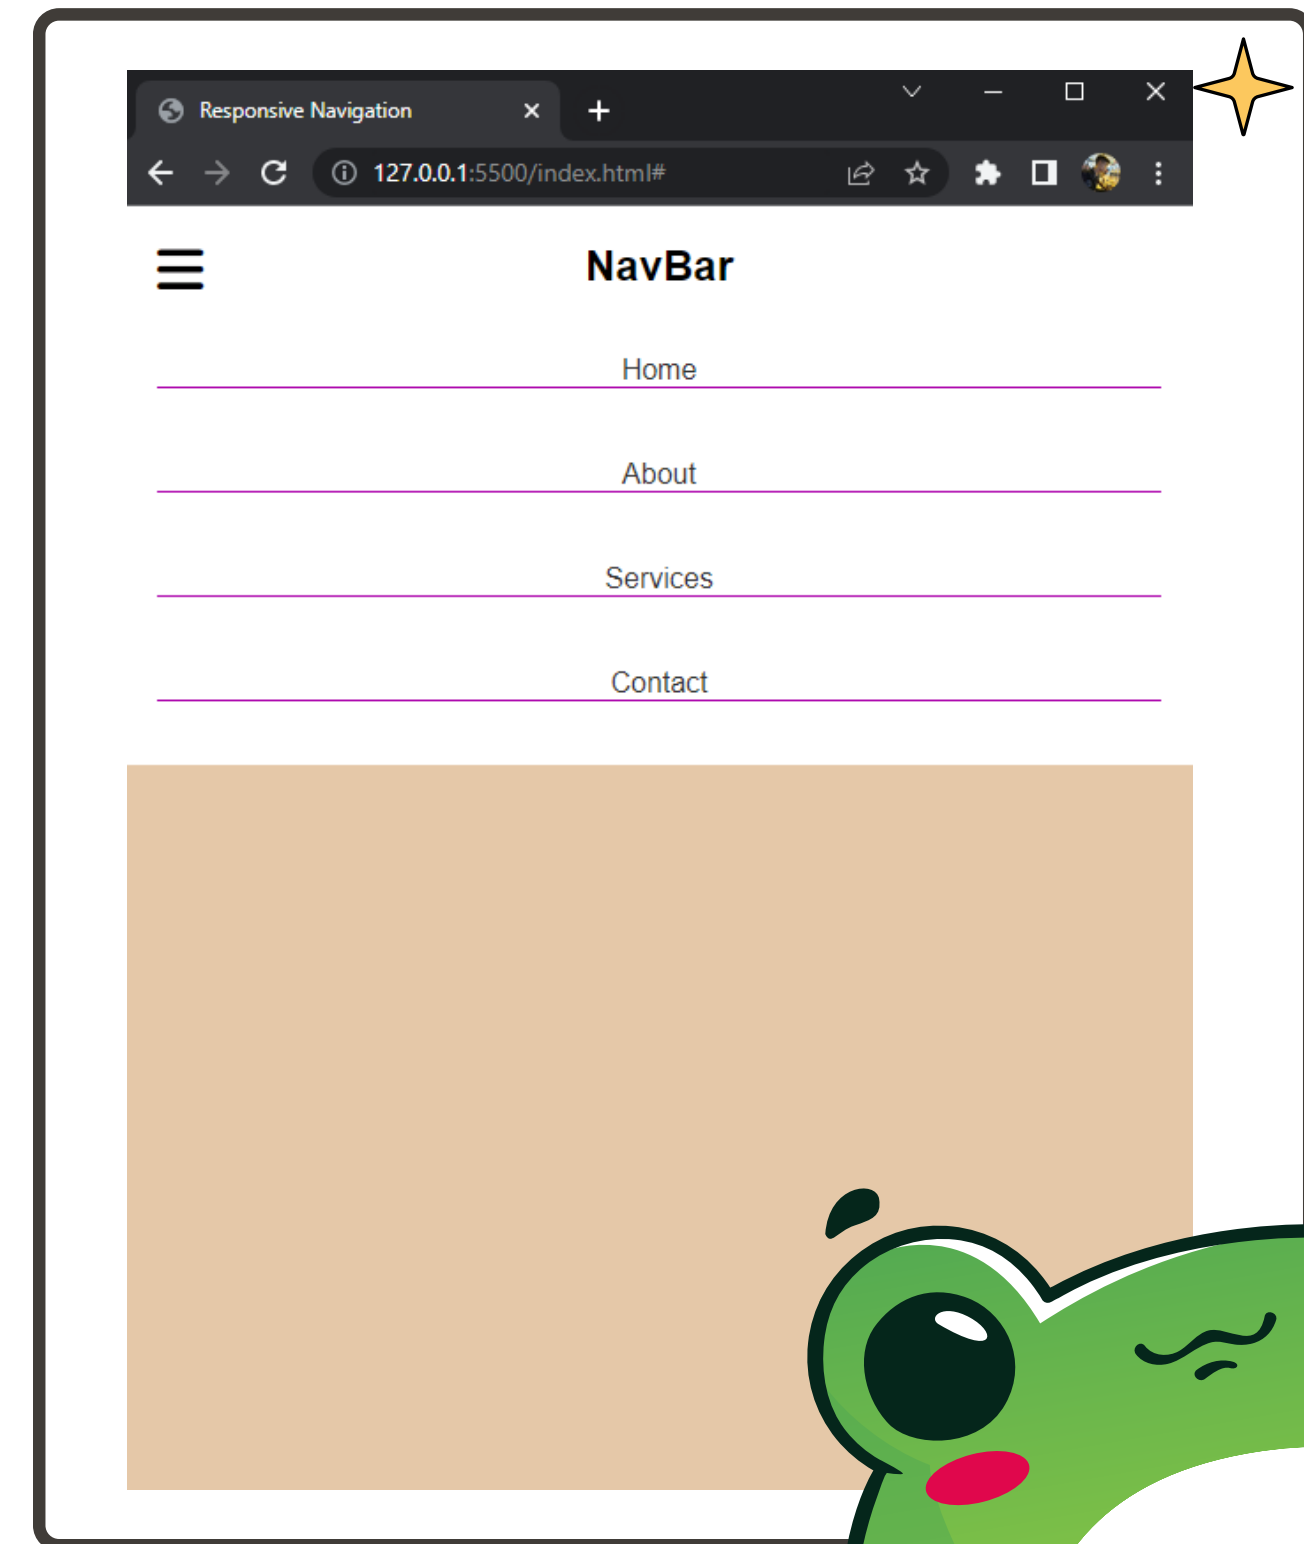 Responsive Navigation
127.0.0.1:5500/index.html#
NavBar
Home
About
Services
Contact